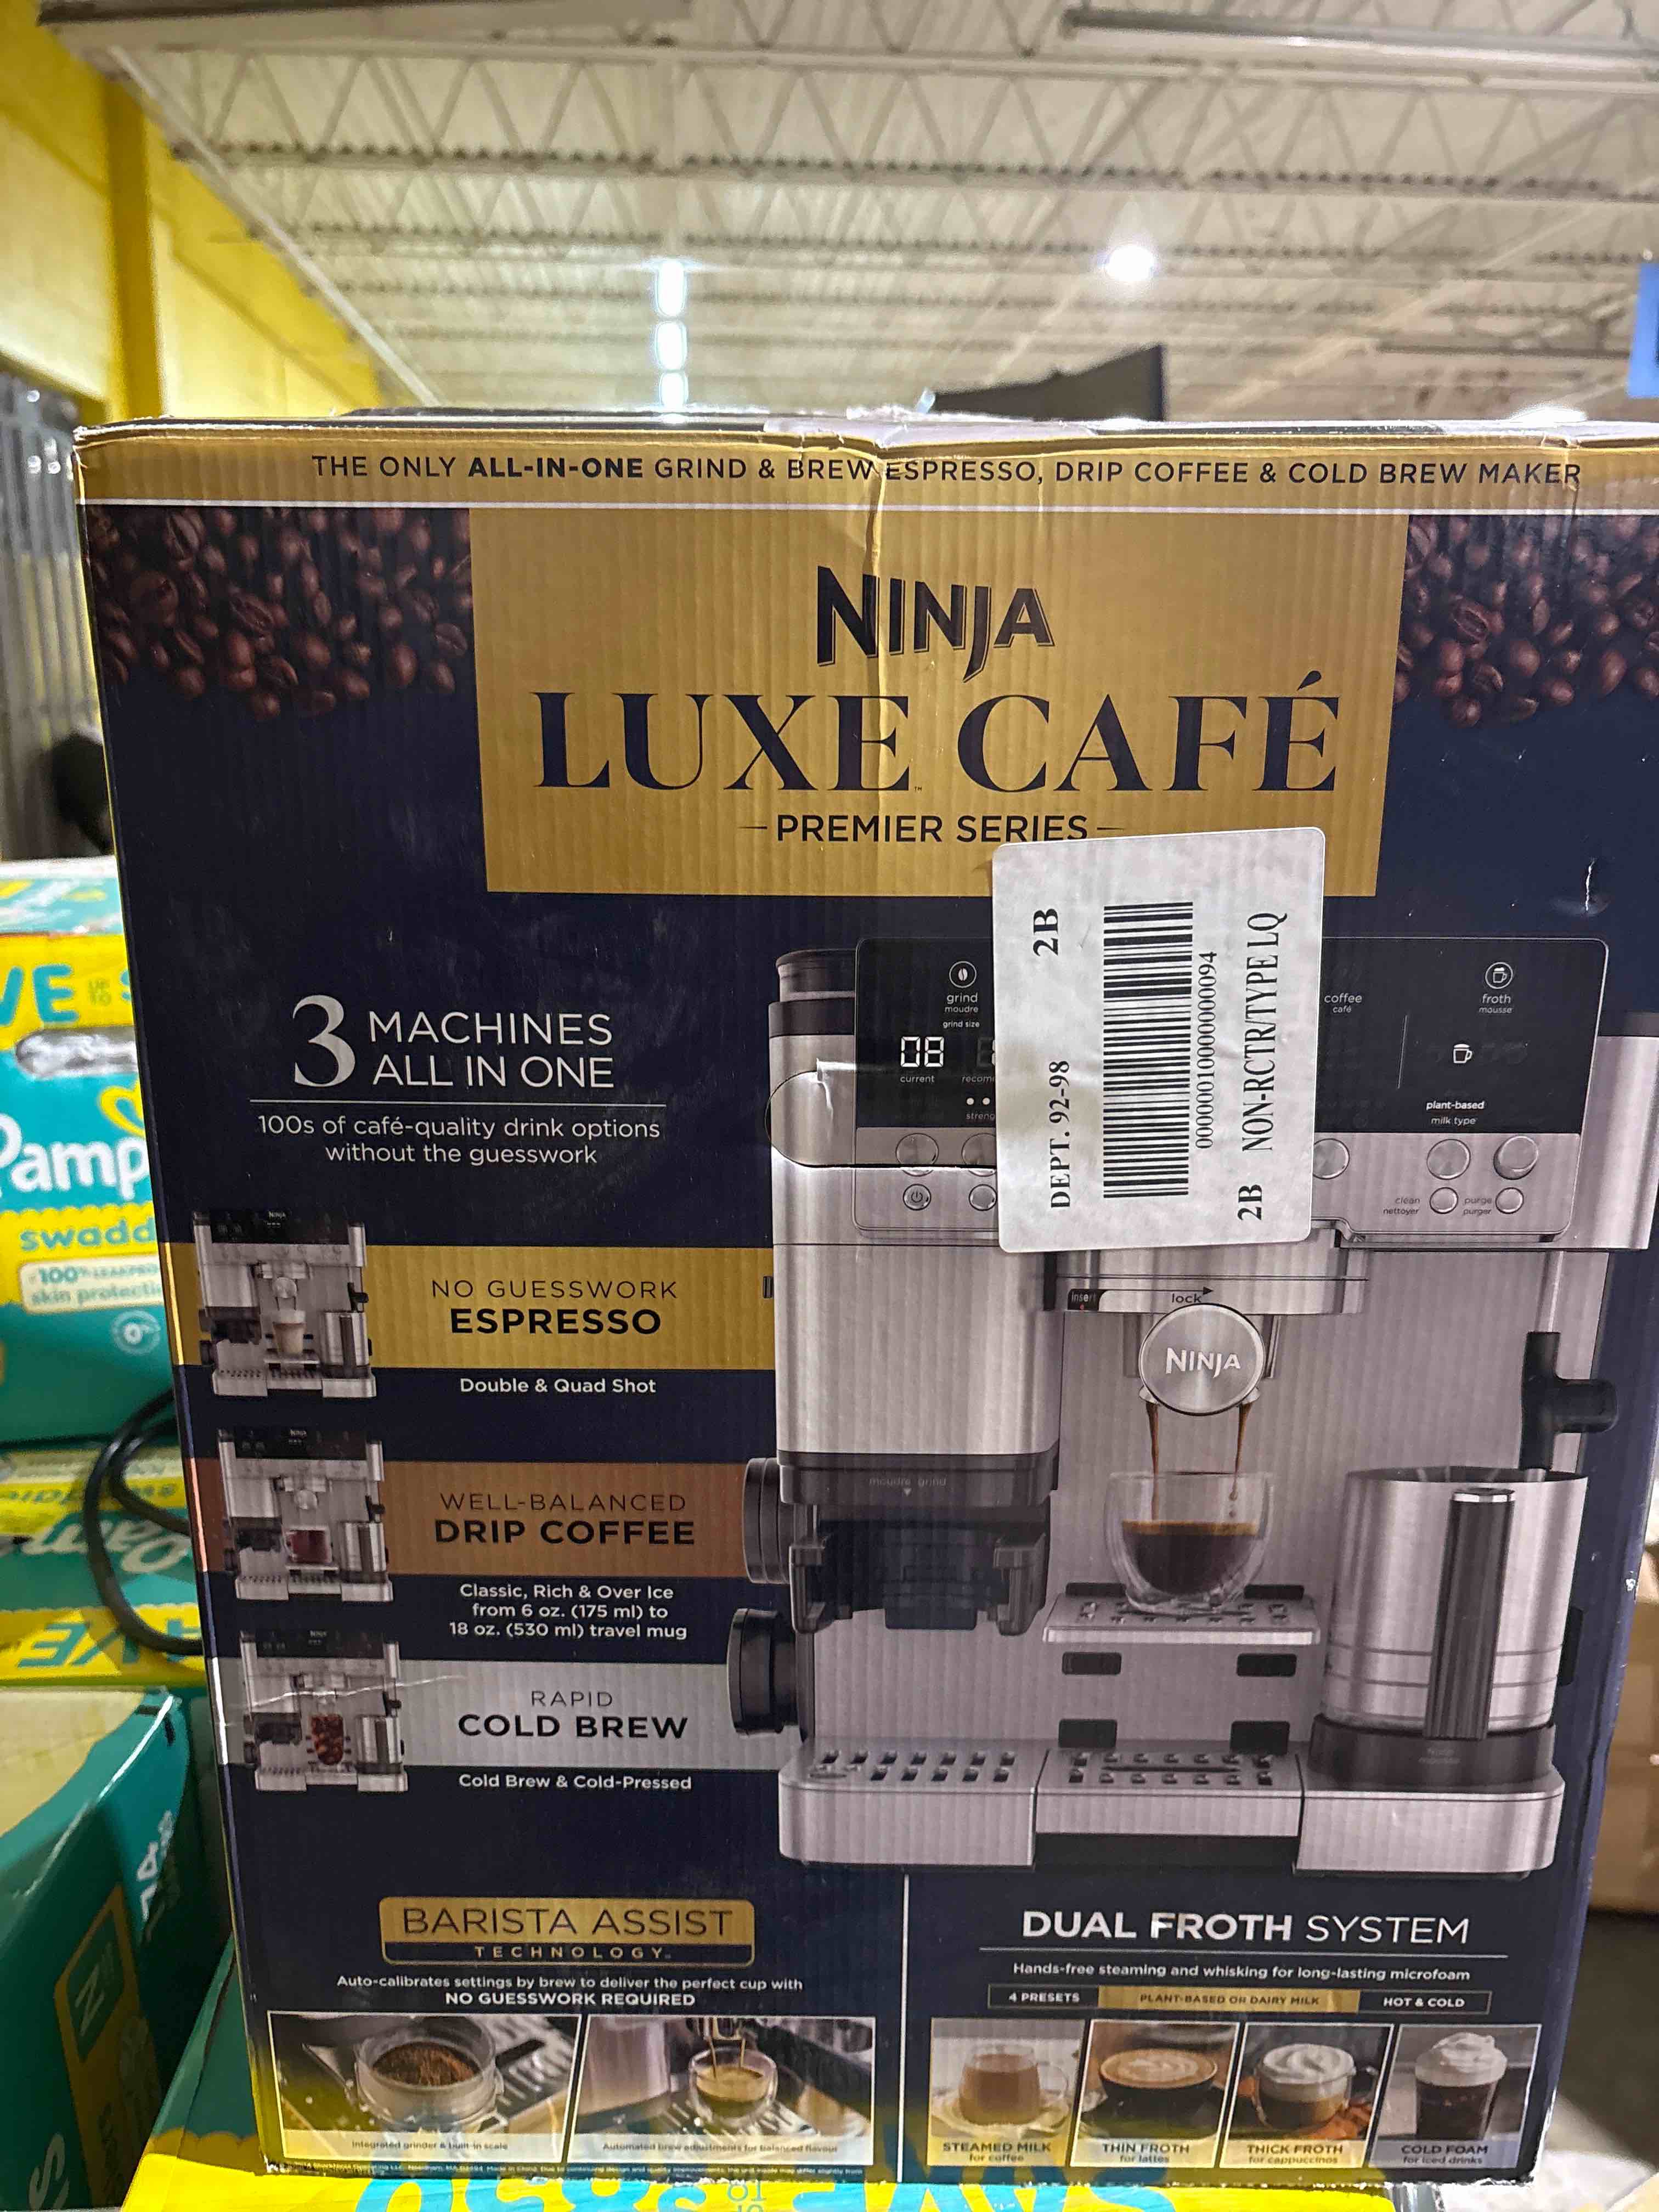 THE ONLY ALL-IN-ONE GRIND & BREW ESPRESSO, DRIP COFFEE & COLD BREW MAKER
NINJA
LUXE CAFÉ
PREMIER SERIES
DEPT. 92-98 2B
000000100000000094
2B NON-RCTR/TYPE LQ
3 MACHINES
ALL IN ONE
100s of café-quality drink options
without the guesswork
grind
moudre
grind size
08
current
coffee
café
froth
mousse
plant-based
milk type
clean
nettoyer
purge
purger
insert
lock
NINJA
moudre grind
NO GUESSWORK
ESPRESSO
Double & Quad Shot
WELL-BALANCED
DRIP COFFEE
Classic, Rich & Over Ice
from 6 oz. (175 ml) to
18 oz. (530 ml) travel mug
RAPID
COLD BREW
Cold Brew & Cold-Pressed
BARISTA ASSIST
TECHNOLOGY
Auto-calibrates settings by brew to deliver the perfect cup with
NO GUESSWORK REQUIRED
Integrated grinder & built-in scale
Automated brew adjustments for balanced flavour
DUAL FROTH SYSTEM
Hands-free steaming and whisking for long-lasting microfoam
4 PRESETS
PLANT-BASED OR DAIRY MILK
HOT & COLD
STEAMED MILK
for coffee
THIN FROTH
for lattes
THICK FROTH
for cappuccinos
COLD FOAM
for iced drinks
Pamp
swadd
100%
skin protecti